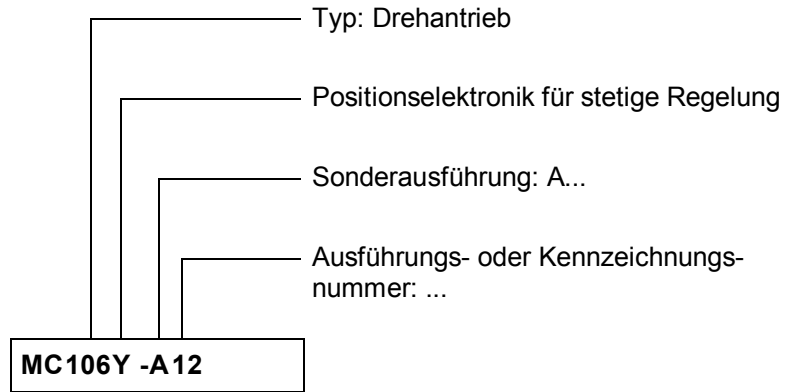 Typ: Drehantrieb
Positionselektronik für stetige Regelung
Sonderausführung: A...
Ausführungs- oder Kennzeichnungs-
nummer: ...
MC106Y -A12